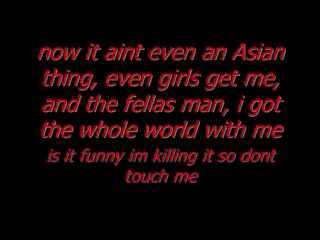 now it aint even an Asian
thing, even girls get me,
and the fellas man, i got
the whole world with me
is it funny im killing it so dont
touch me